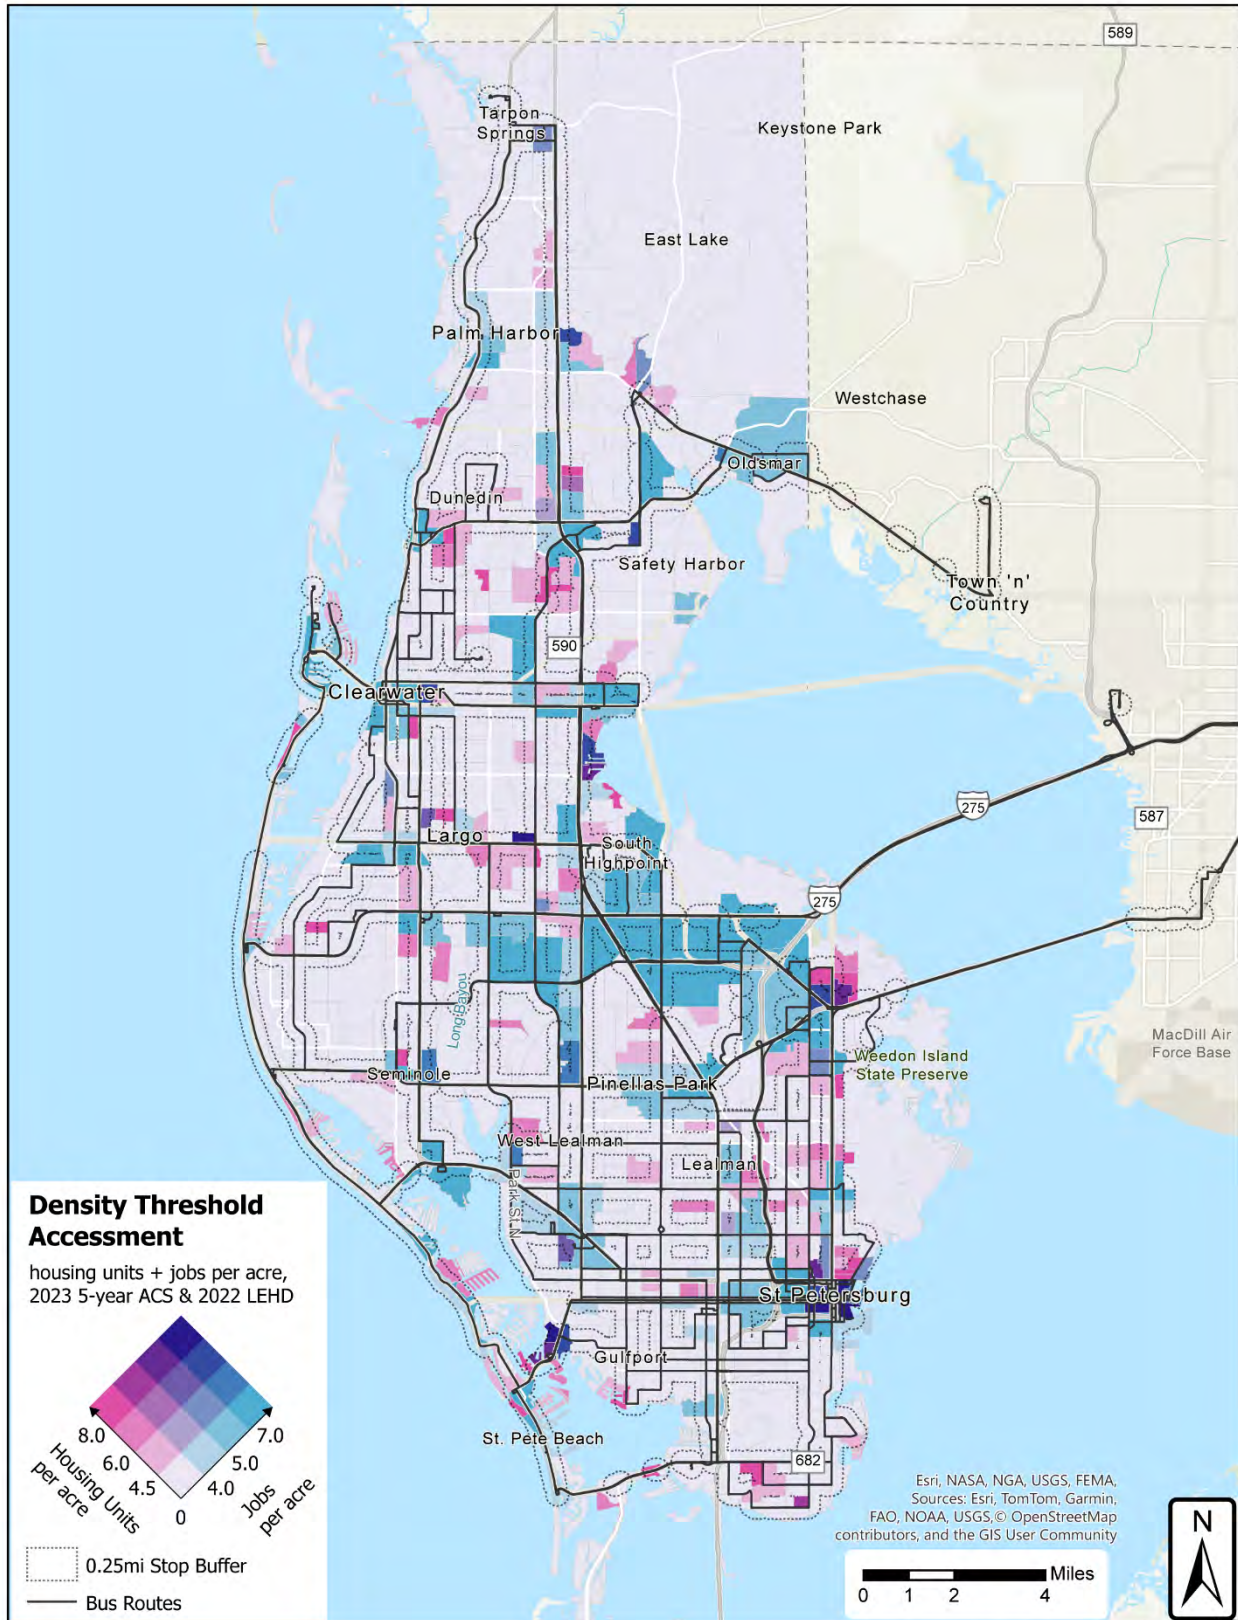 589
Tarpon
Springs
Keystone Park
East Lake
Palm Harbor
Westchase
Oldsmar
Dunedin
Safety Harbor
Town 'n'
Country
590
Clearwater
275
587
Largo
South
Highpoint
275
Long Bayou
MacDill Air
Force Base
Weedon Island
State Preserve
Seminole
Pinellas Park
West Lealman
Lealman
Park St N
St Petersburg
Gulfport
St. Pete Beach
682
Density Threshold
Accessment
housing units + jobs per acre,
2023 5-year ACS & 2022 LEHD
8.0
7.0
6.0
5.0
4.5
4.0
0
Housing Units
per acre
Jobs
per acre
0.25mi Stop Buffer
Bus Routes
Esri, NASA, NGA, USGS, FEMA,
Sources: Esri, TomTom, Garmin,
FAO, NOAA, USGS, © OpenStreetMap
contributors, and the GIS User Community
Miles
0 1 2 4
N